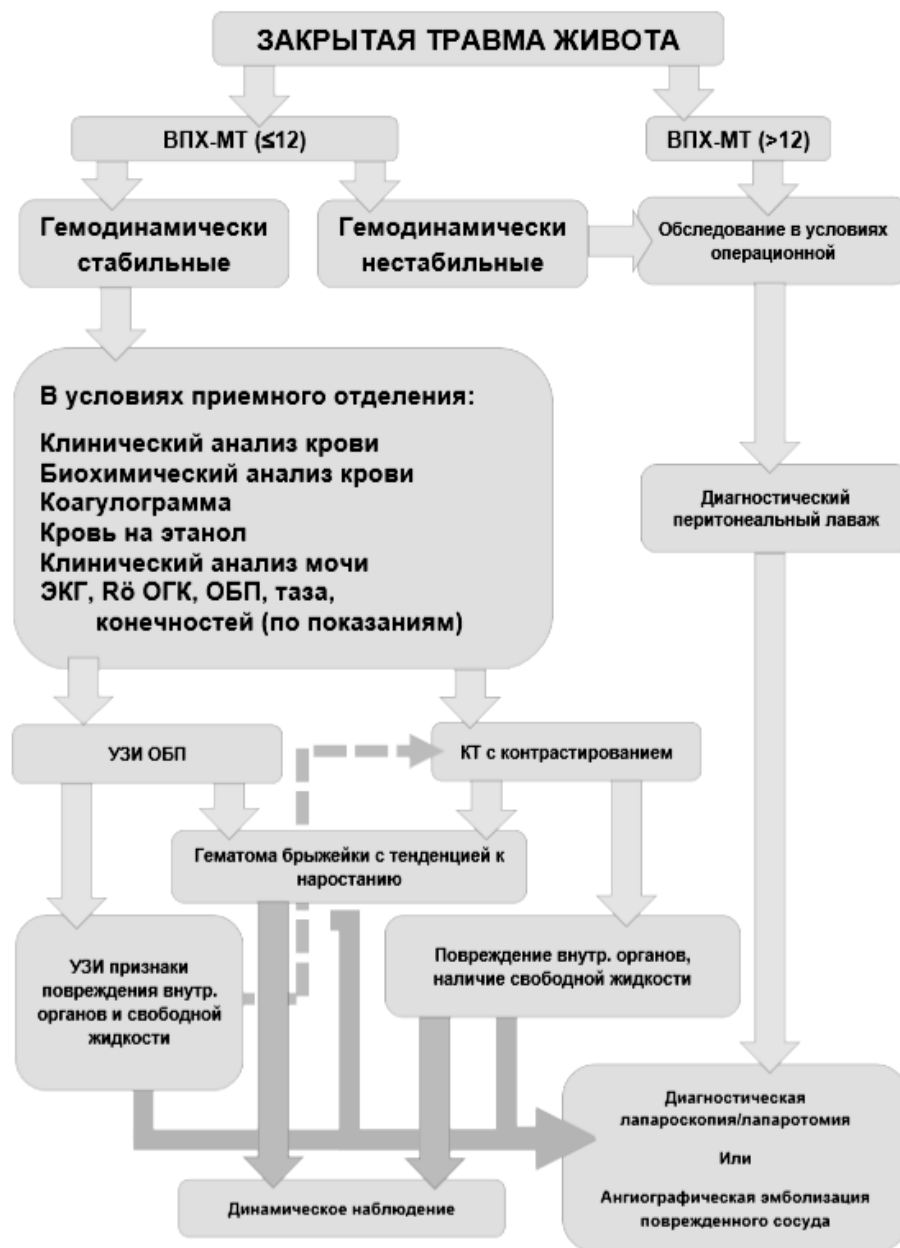 ЗАКРЫТАЯ ТРАВМА ЖИВОТА
ВПХ-МТ (≤12)
ВПХ-МТ (>12)
Гемодинамически
стабильные
Гемодинамически
нестабильные
Обследование в условиях
операционной
В условиях приемного отделения:
Клинический анализ крови
Биохимический анализ крови
Коагулограмма
Кровь на этанол
Клинический анализ мочи
ЭКГ, Rö ОГК, ОБП, таза,
конечностей (по показаниям)
Диагностический
перитонеальный лаваж
УЗИ ОБП
КТ с контрастированием
Гематома брыжейки с тенденцией к
наростанию
УЗИ признаки
повреждения внутр.
органов и свободной
жидкости
Повреждение внутр. органов,
наличие свободной жидкости
Диагностическая
лапароскопия/лапаротомия
Или
Ангиографическая эмболизация
поврежденного сосуда
Динамическое наблюдение